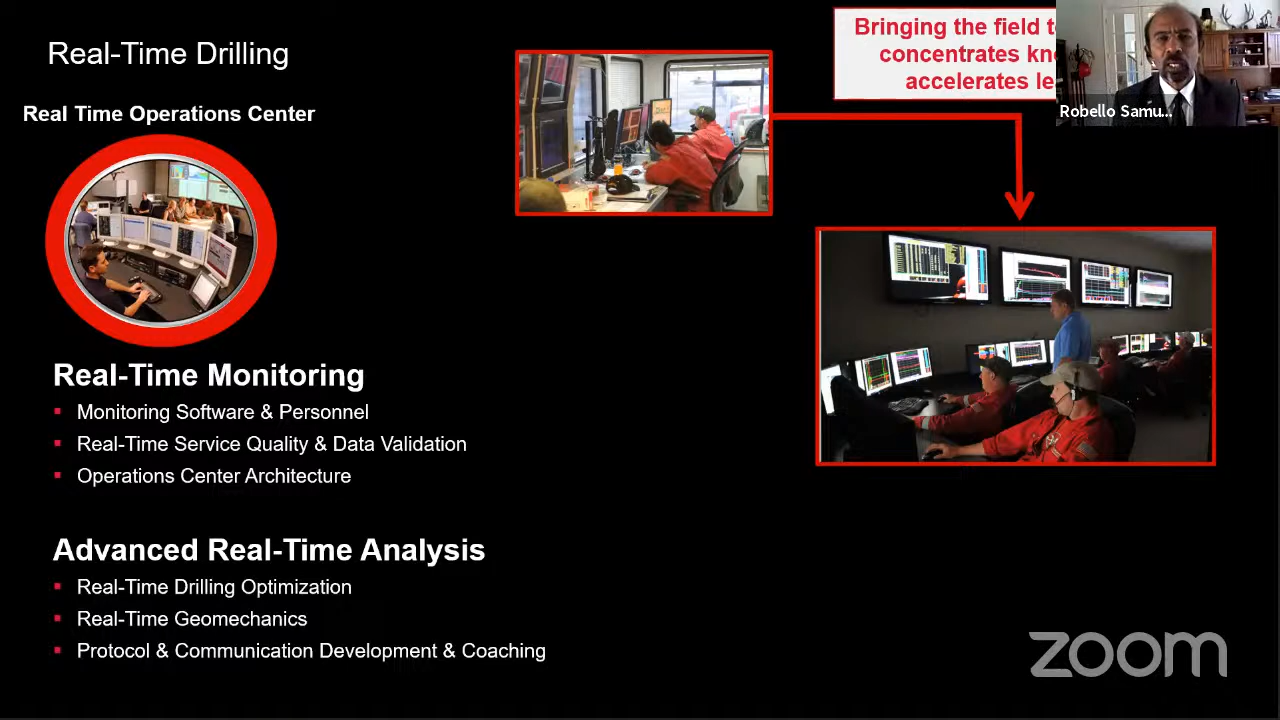 Real-Time Drilling
Real Time Operations Center
Bringing the field
concentrates
accelerates
Robello Samu...
Real-Time Monitoring
Monitoring Software & Personnel
Real-Time Service Quality & Data Validation
Operations Center Architecture
Advanced Real-Time Analysis
Real-Time Drilling Optimization
Real-Time Geomechanics
Protocol & Communication Development & Coaching
zoom